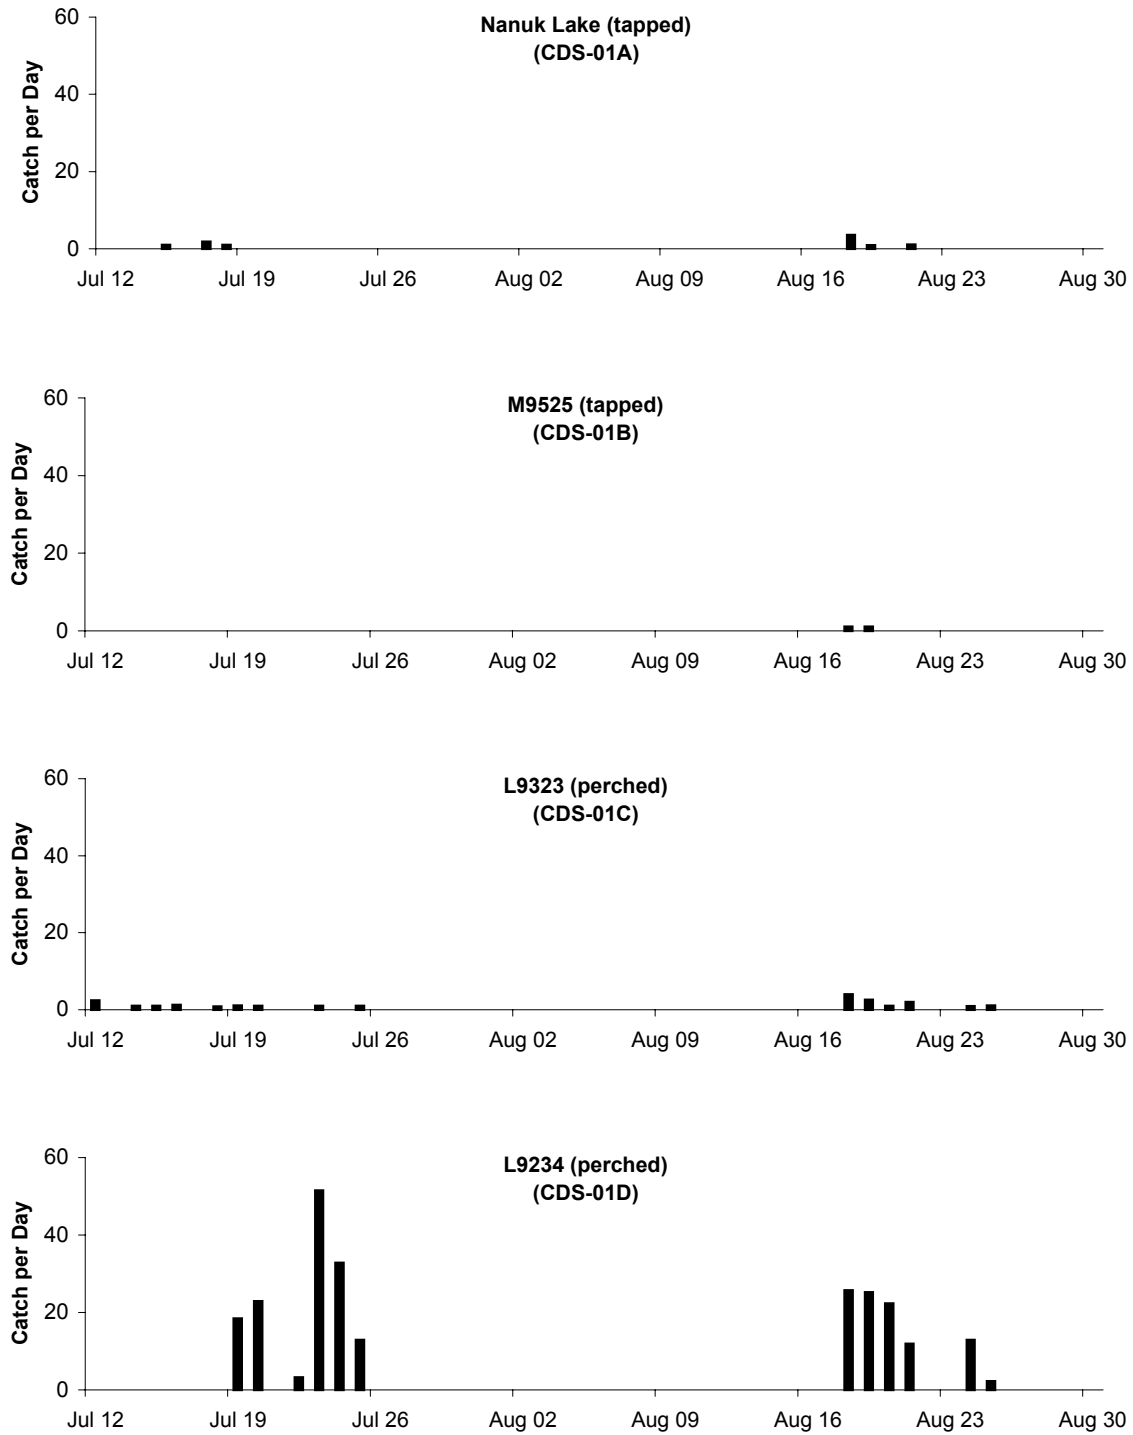 Nanuk Lake (tapped)
(CDS-01A)
Catch per Day
60
40
20
0
Jul 12 Jul 19 Jul 26 Aug 02 Aug 09 Aug 16 Aug 23 Aug 30
M9525 (tapped)
(CDS-01B)
Catch per Day
60
40
20
0
Jul 12 Jul 19 Jul 26 Aug 02 Aug 09 Aug 16 Aug 23 Aug 30
L9323 (perched)
(CDS-01C)
Catch per Day
60
40
20
0
Jul 12 Jul 19 Jul 26 Aug 02 Aug 09 Aug 16 Aug 23 Aug 30
L9234 (perched)
(CDS-01D)
Catch per Day
60
40
20
0
Jul 12 Jul 19 Jul 26 Aug 02 Aug 09 Aug 16 Aug 23 Aug 30